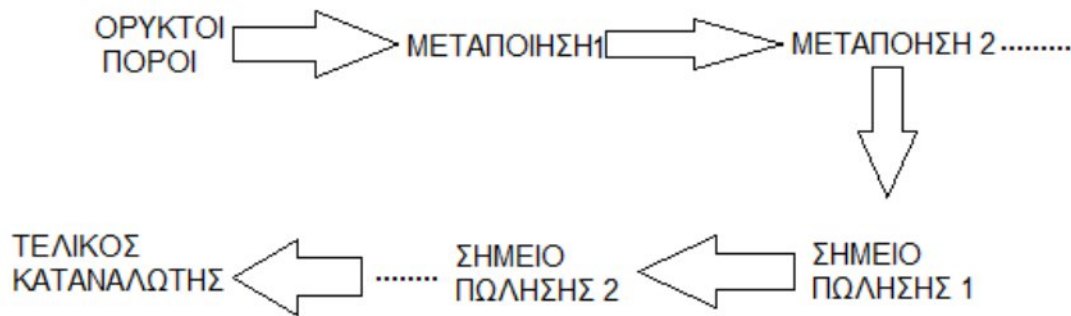 ΟΡΥΚΤΟΙ
ΠΟΡΟΙ
ΜΕΤΑΠΟΙΗΣΗ1
ΜΕΤΑΠΟΗΣΗ 2 .........
ΣΗΜΕΙΟ
ΠΩΛΗΣΗΣ 1
ΣΗΜΕΙΟ
ΠΩΛΗΣΗΣ 2
........
ΤΕΛΙΚΟΣ
ΚΑΤΑΝΑΛΩΤΗΣ